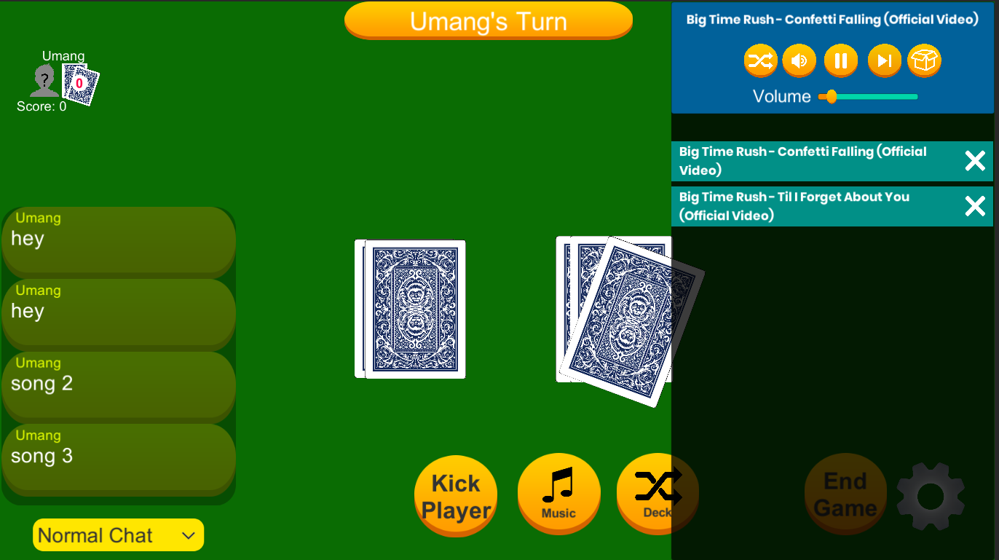 Umang's Turn
Big Time Rush - Confetti Falling (Official Video)
Umang
?
0
Score: 0
Volume
Big Time Rush - Confetti Falling (Official
Video)
Big Time Rush - Til I Forget About You
(Official Video)
Umang
hey
Umang
hey
Umang
song 2
Umang
song 3
Kick
Player
Music
Deck
End
Game
Normal Chat